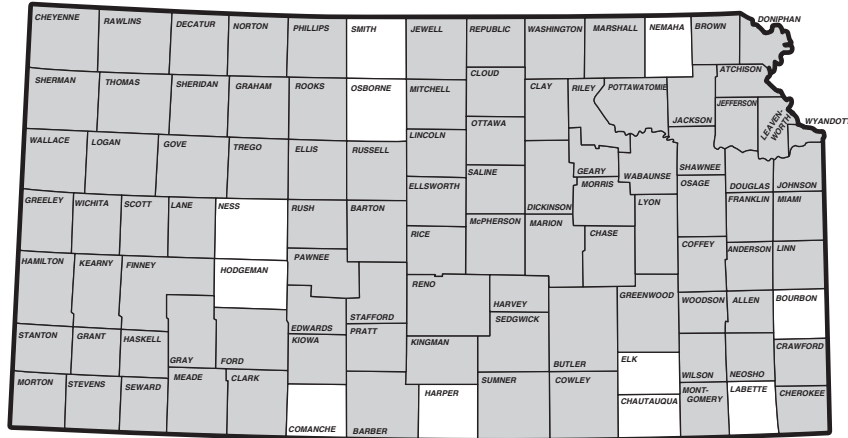 CHEYENNE
RAWLINS
DECATUR
NORTON
PHILLIPS
SMITH
JEWELL
REPUBLIC
WASHINGTON
MARSHALL
NEMAHA
BROWN
DONIPHAN
SHERMAN
THOMAS
SHERIDAN
GRAHAM
ROOKS
OSBORNE
MITCHELL
CLOUD
CLAY
RILEY
POTTAWATOMIE
JACKSON
ATCHISON
JEFFERSON
LEAVEN-
WORTH
WYANDOTT
WALLACE
LOGAN
GOVE
TREGO
ELLIS
RUSSELL
LINCOLN
OTTAWA
SALINE
DICKINSON
GEARY
MORRIS
WABAUNSE
SHAWNEE
OSAGE
DOUGLAS
JOHNSON
GREELEY
WICHITA
SCOTT
LANE
NESS
RUSH
BARTON
ELLSWORTH
RICE
McPHERSON
MARION
CHASE
LYON
COFFEY
FRANKLIN
MIAMI
ANDERSON
LINN
HAMILTON
KEARNY
FINNEY
HODGEMAN
PAWNEE
STAFFORD
RENO
HARVEY
SEDGWICK
BUTLER
GREENWOOD
WOODSON
ALLEN
BOURBON
STANTON
GRANT
HASKELL
GRAY
FORD
EDWARDS
KIOWA
PRATT
KINGMAN
ELK
WILSON
NEOSHO
CRAWFORD
MORTON
STEVENS
SEWARD
MEADE
CLARK
COMANCHE
BARBER
HARPER
SUMNER
COWLEY
CHAUTAUQUA
MONT-
GOMERY
LABETTE
CHEROKEE